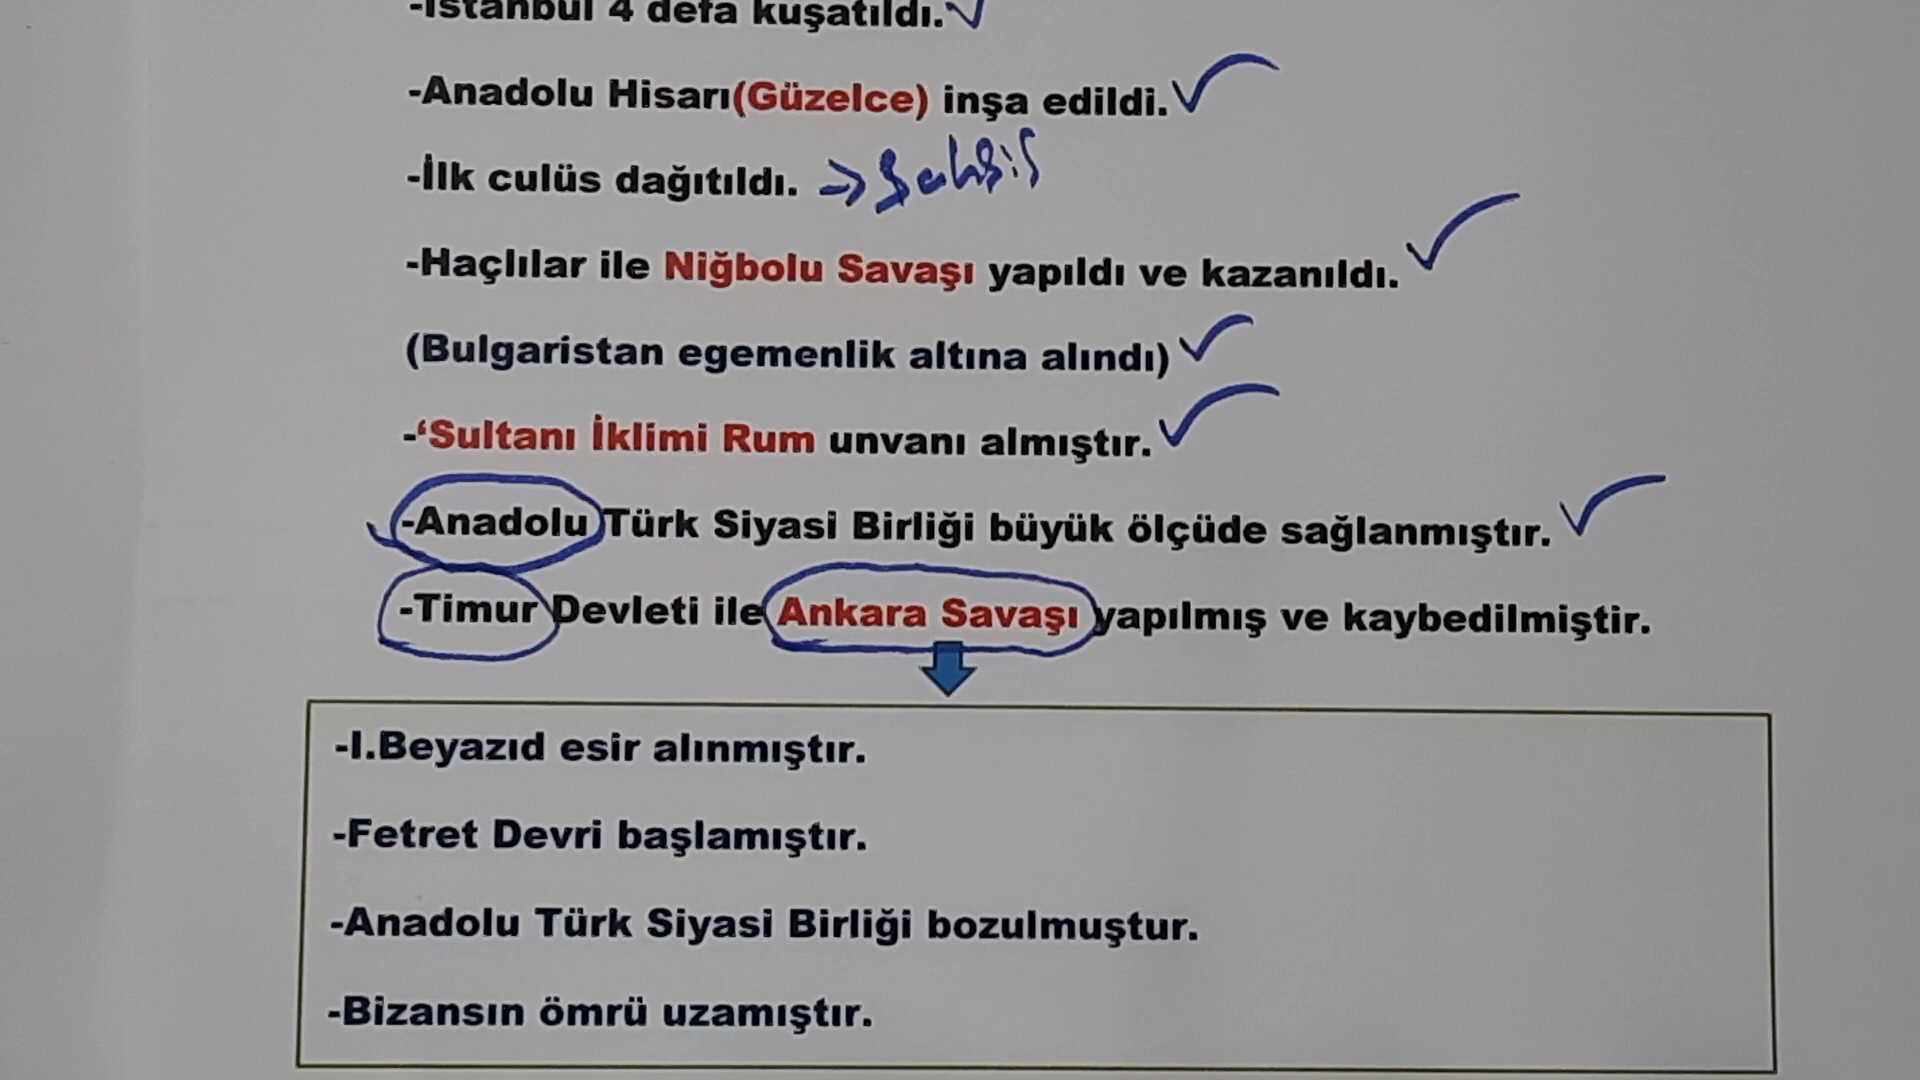 -İstanbul 4 defa kuşatıldı.
-Anadolu Hisarı(Güzelce) inşa edildi.
-İlk culüs dağıtıldı.
-Haçlılar ile Niğbolu Savaşı yapıldı ve kazanıldı.
(Bulgaristan egemenlik altına alındı)
-‘Sultanı İklimi Rum unvanı almıştır.
-Anadolu Türk Siyasi Birliği büyük ölçüde sağlanmıştır.
-Timur Devleti ile Ankara Savaşı yapılmış ve kaybedilmiştir.
-I.Beyazıd esir alınmıştır.
-Fetret Devri başlamıştır.
-Anadolu Türk Siyasi Birliği bozulmuştur.
-Bizansın ömrü uzamıştır.